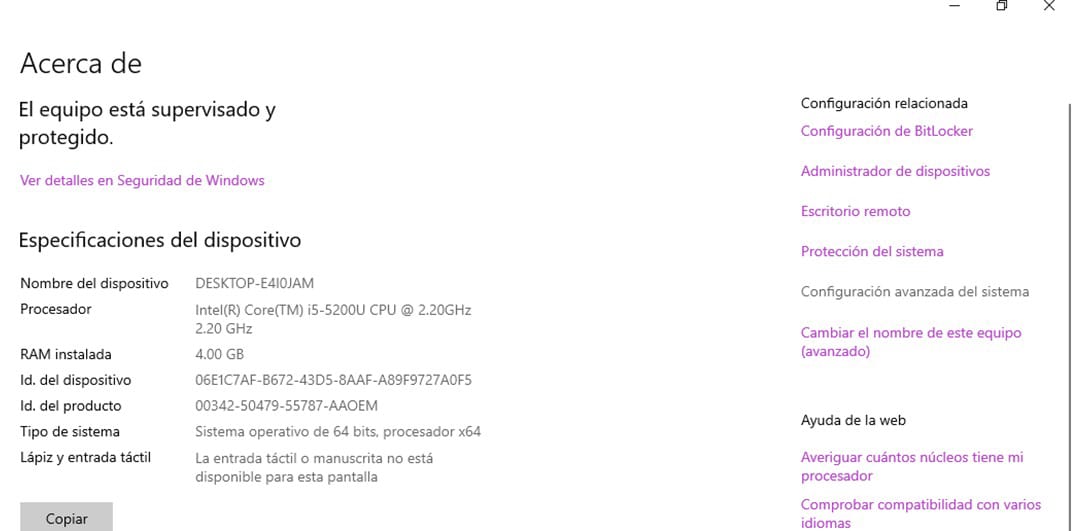 Acerca de
El equipo está supervisado y
protegido.
Ver detalles en Seguridad de Windows
Especificaciones del dispositivo
Nombre del dispositivo DESKTOP-E4I0JAM
Procesador Intel(R) Core(TM) i5-5200U CPU @ 2.20GHz
2.20 GHz
RAM instalada 4.00 GB
Id. del dispositivo 06E1C7AF-B672-43D5-8AAF-A89F9727A0F5
Id. del producto 00342-50479-55787-AAOEM
Tipo de sistema Sistema operativo de 64 bits, procesador x64
Lápiz y entrada táctil La entrada táctil o manuscrita no está
disponible para esta pantalla
Copiar
Configuración relacionada
Configuración de BitLocker
Administrador de dispositivos
Escritorio remoto
Protección del sistema
Configuración avanzada del sistema
Cambiar el nombre de este equipo
(avanzado)
Ayuda de la web
Averiguar cuántos núcleos tiene mi
procesador
Comprobar compatibilidad con varios
idiomas